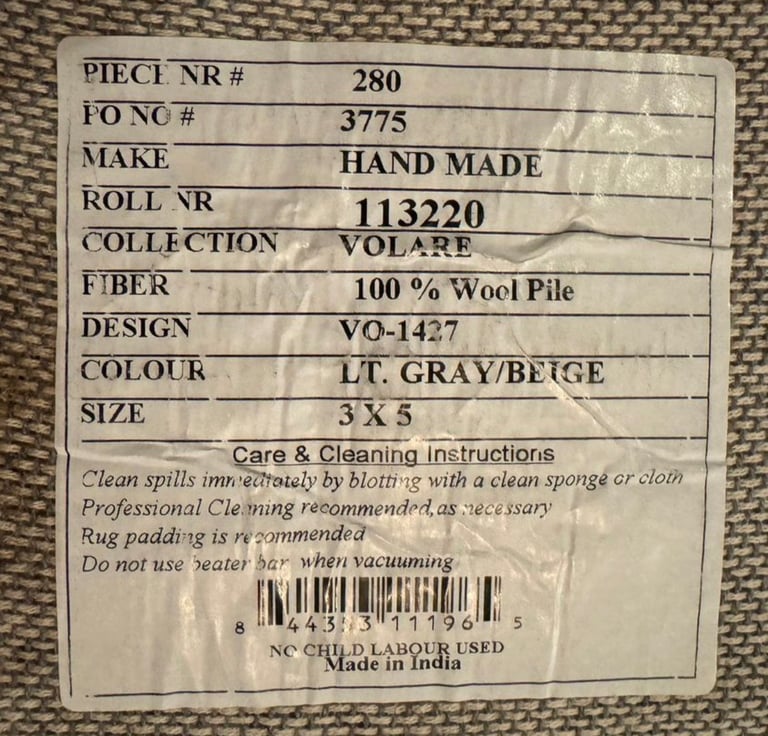 PIECE NR # 280
PO NO # 3775
MAKE HAND MADE
ROLL NR 113220
COLLECTION VOLARE
FIBER 100 % Wool Pile
DESIGN VO-1427
COLOUR LT. GRAY/BEIGE
SIZE 3 X 5
Care & Cleaning Instructions
Clean spills immediately by blotting with a clean sponge or cloth
Professional Cleaning recommended, as necessary
Rug padding is recommended
Do not use beater bar when vacuuming
NO CHILD LABOUR USED
Made in India